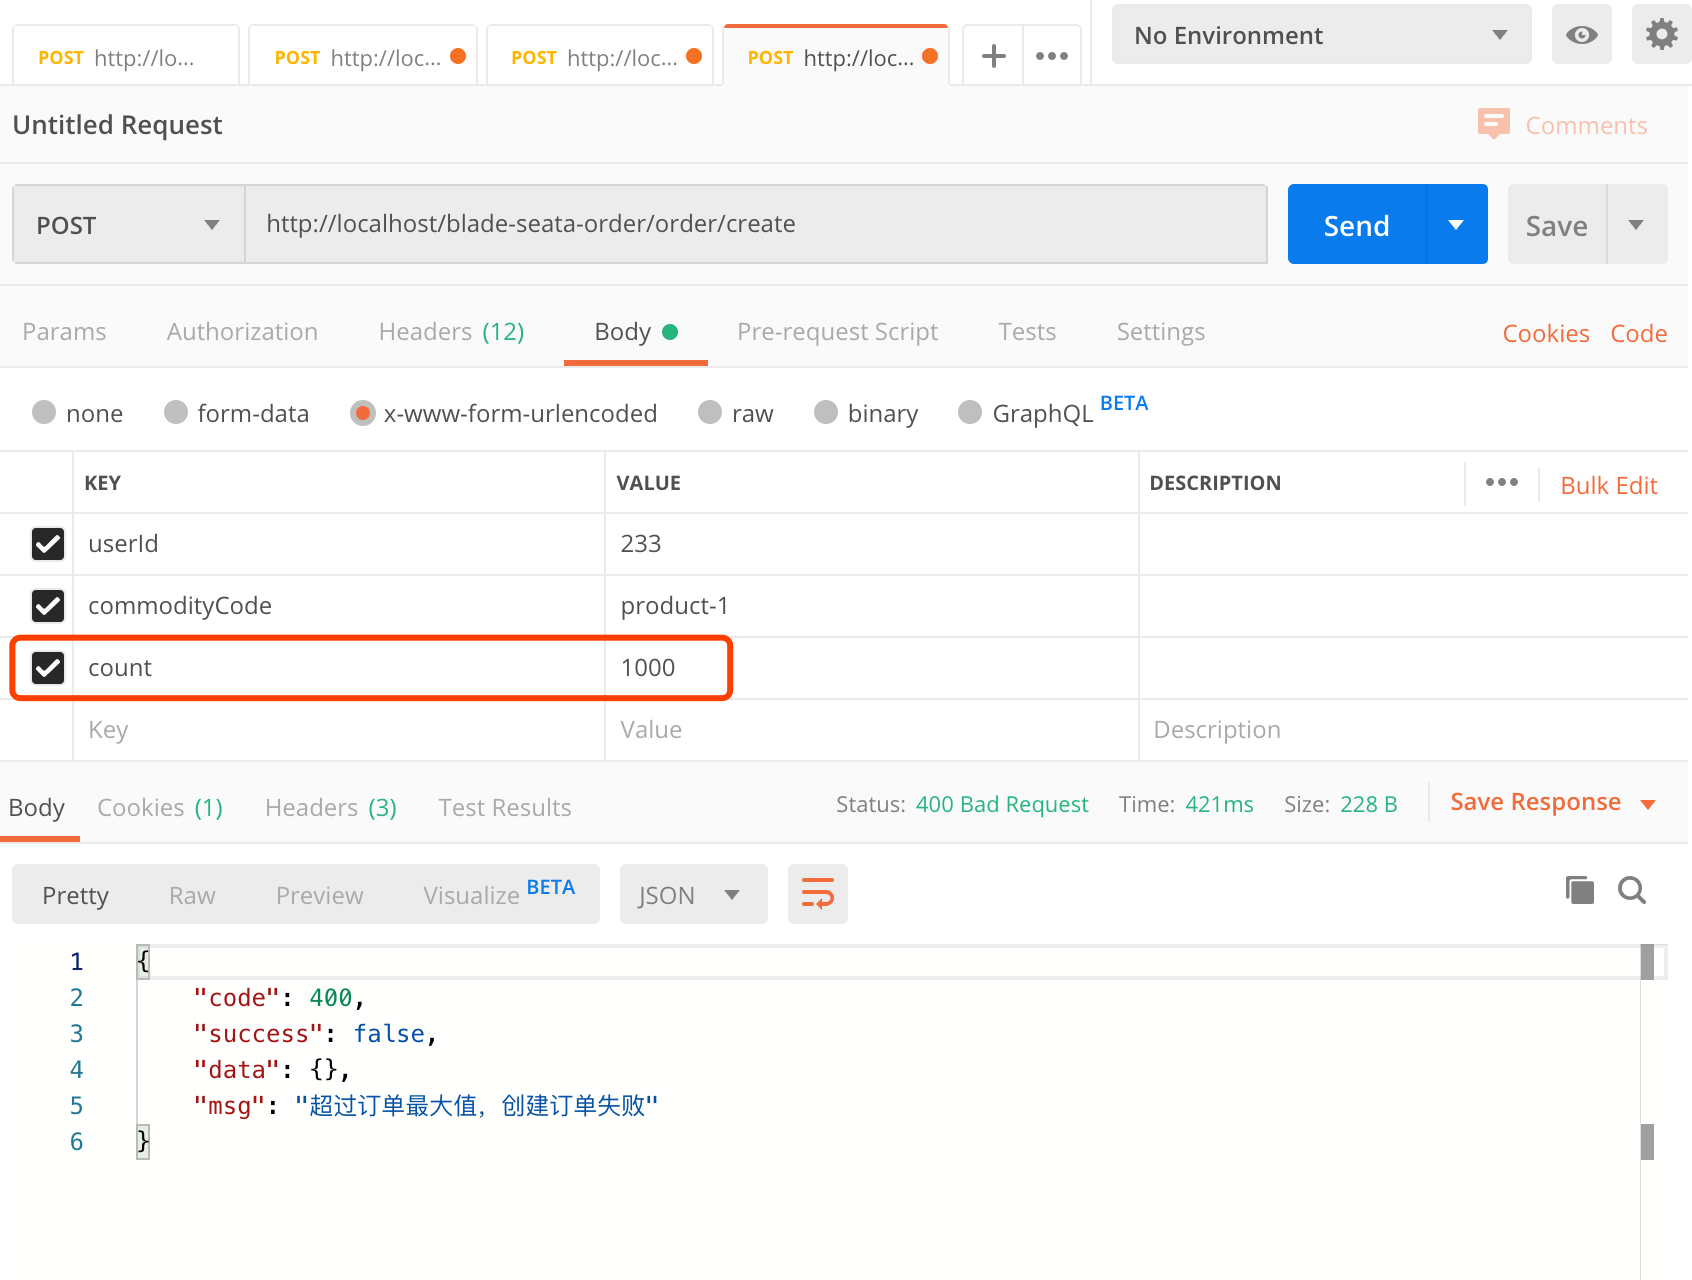 POST http://lo...
POST http://loc...
POST http://loc...
POST http://loc...
No Environment
Untitled Request
Comments
POST
http://localhost/blade-seata-order/order/create
Send
Save
Params
Authorization
Headers (12)
Body
Pre-request Script
Tests
Settings
Cookies
Code
none
form-data
x-www-form-urlencoded
raw
binary
GraphQL BETA
KEY
VALUE
DESCRIPTION
Bulk Edit
userId
233
commodityCode
product-1
count
1000
Key
Value
Description
Body
Cookies (1)
Headers (3)
Test Results
Status: 400 Bad Request
Time: 421ms
Size: 228 B
Save Response
Pretty
Raw
Preview
Visualize BETA
JSON
1 {
2 "code": 400,
3 "success": false,
4 "data": {},
5 "msg": "超过订单最大值，创建订单失败"
6 }